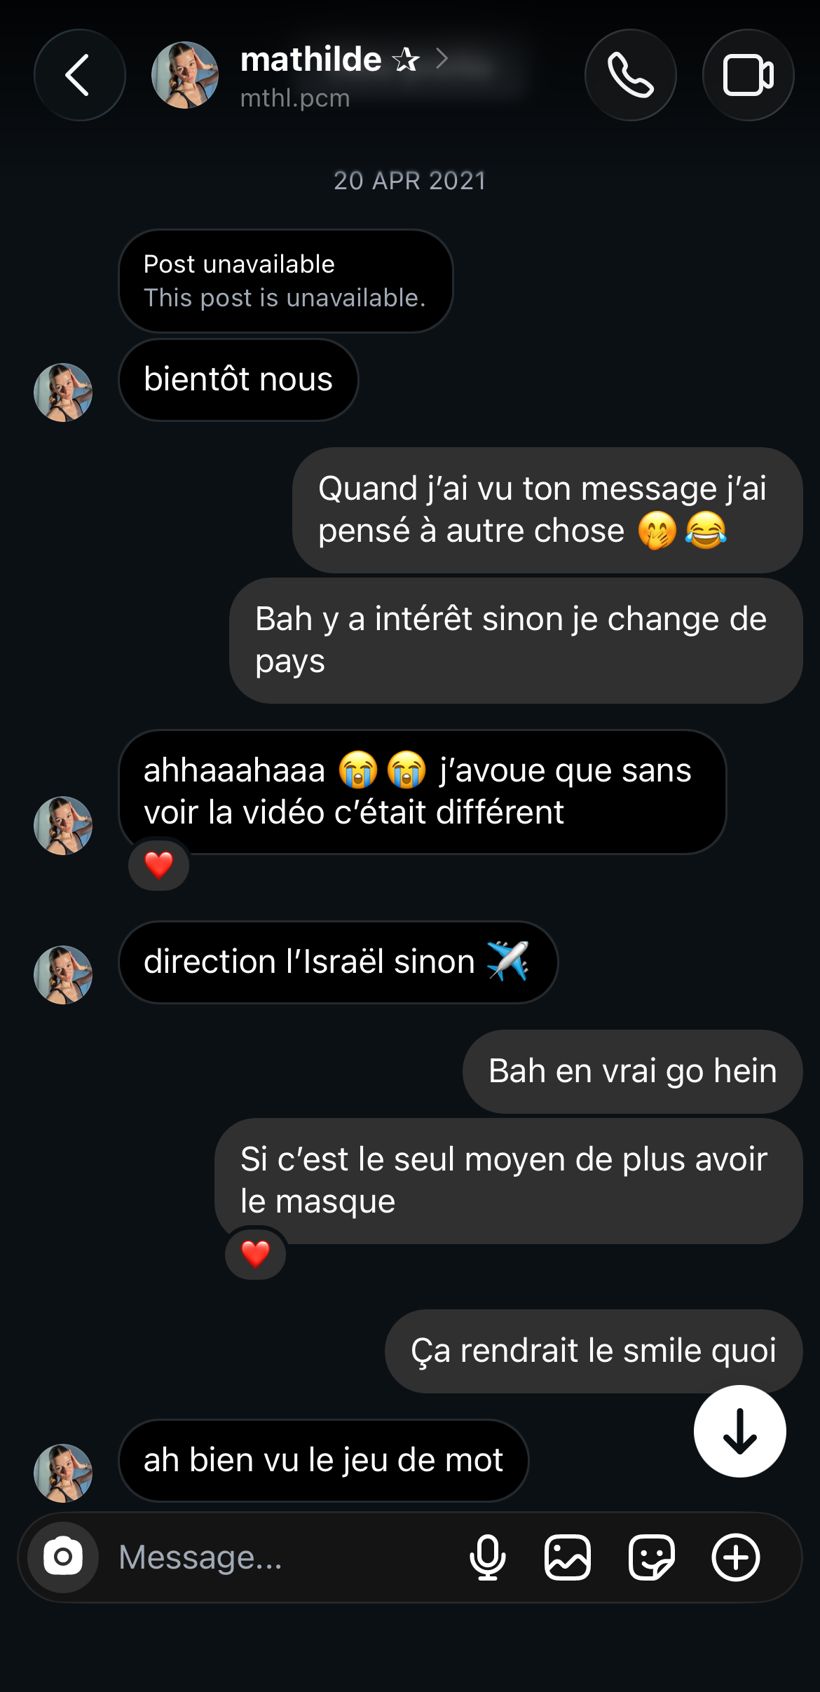 mathilde ☆ >
mthl.pcm
20 APR 2021
Post unavailable
This post is unavailable.
bientôt nous
Quand j’ai vu ton message j’ai
pensé à autre chose 🤭😂
Bah y a intérêt sinon je change de
pays
ahhaaahaaa 😭😭 j’avoue que sans
voir la vidéo c’était différent
❤️
direction l’Israël sinon ✈️
Bah en vrai go hein
Si c’est le seul moyen de plus avoir
le masque
❤️
Ça rendrait le smile quoi
ah bien vu le jeu de mot
Message...